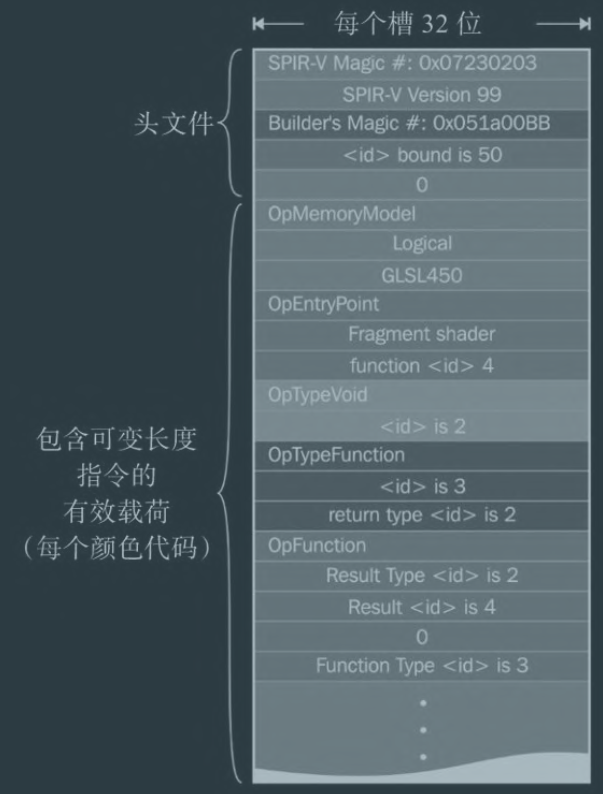 每个槽 32 位
SPIR-V Magic #: 0x07230203
SPIR-V Version 99
头文件
Builder's Magic #: 0x051a00BB
<id> bound is 50
0
OpMemoryModel
Logical
GLSL450
OpEntryPoint
Fragment shader
function <id> 4
OpTypeVoid
<id> is 2
包含可变长度
指令的
有效载荷
（每个颜色代码）
OpTypeFunction
<id> is 3
return type <id> is 2
OpFunction
Result Type <id> is 2
Result <id> is 4
0
Function Type <id> is 3